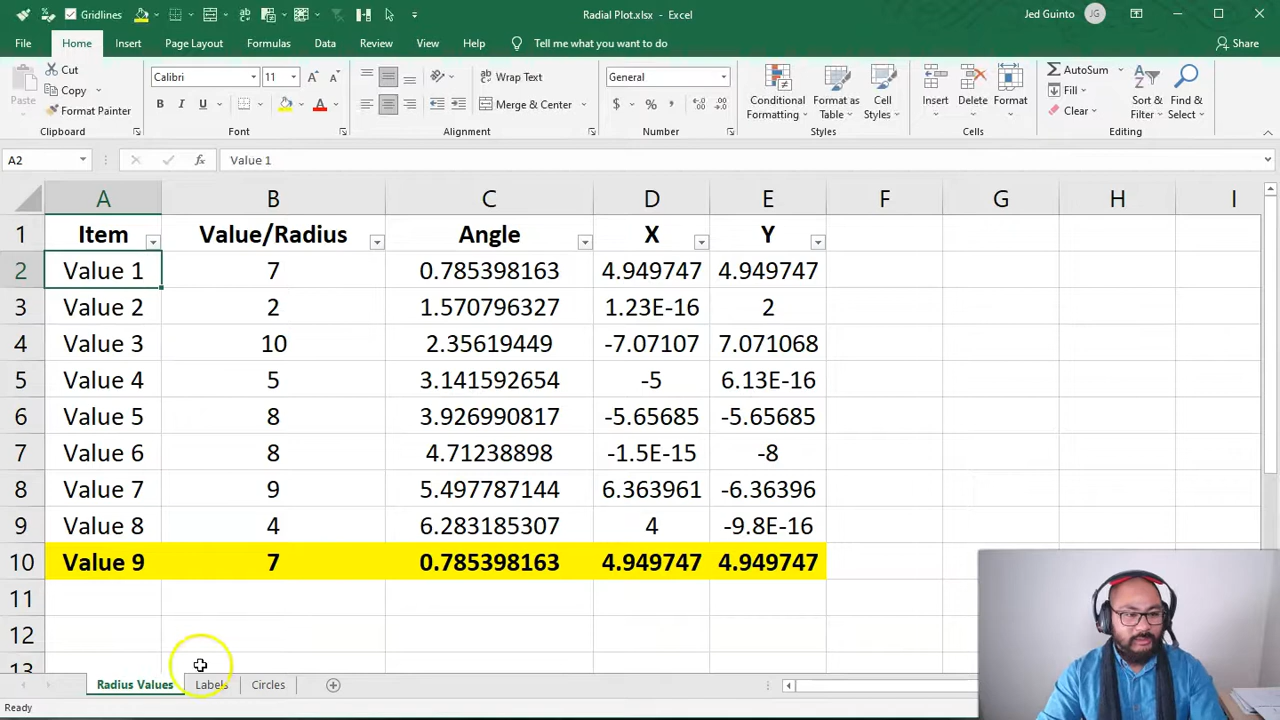 Gridlines
Radial Plot.xlsx - Excel
Jed Guinto JG
File Home Insert Page Layout Formulas Data Review View Help Tell me what you want to do Share
Paste
Cut
Copy
Format Painter
Clipboard
Calibri 11
B I U A
Font
Wrap Text
Merge & Center
Alignment
General
$ % ,
Number
Conditional Formatting
Format as Table
Cell Styles
Styles
Insert Delete Format
Cells
AutoSum
Fill
Clear
Sort & Filter
Find & Select
Editing
A2 fx Value 1
A B C D E F G H I
1 Item Value/Radius Angle X Y
2 Value 1 7 0.785398163 4.949747 4.949747
3 Value 2 2 1.570796327 1.23E-16 2
4 Value 3 10 2.35619449 -7.07107 7.071068
5 Value 4 5 3.141592654 -5 6.13E-16
6 Value 5 8 3.926990817 -5.65685 -5.65685
7 Value 6 8 4.71238898 -1.5E-15 -8
8 Value 7 9 5.497787144 6.363961 -6.36396
9 Value 8 4 6.283185307 4 -9.8E-16
10 Value 9 7 0.785398163 4.949747 4.949747
11
12
13
Radius Values Labels Circles
Ready